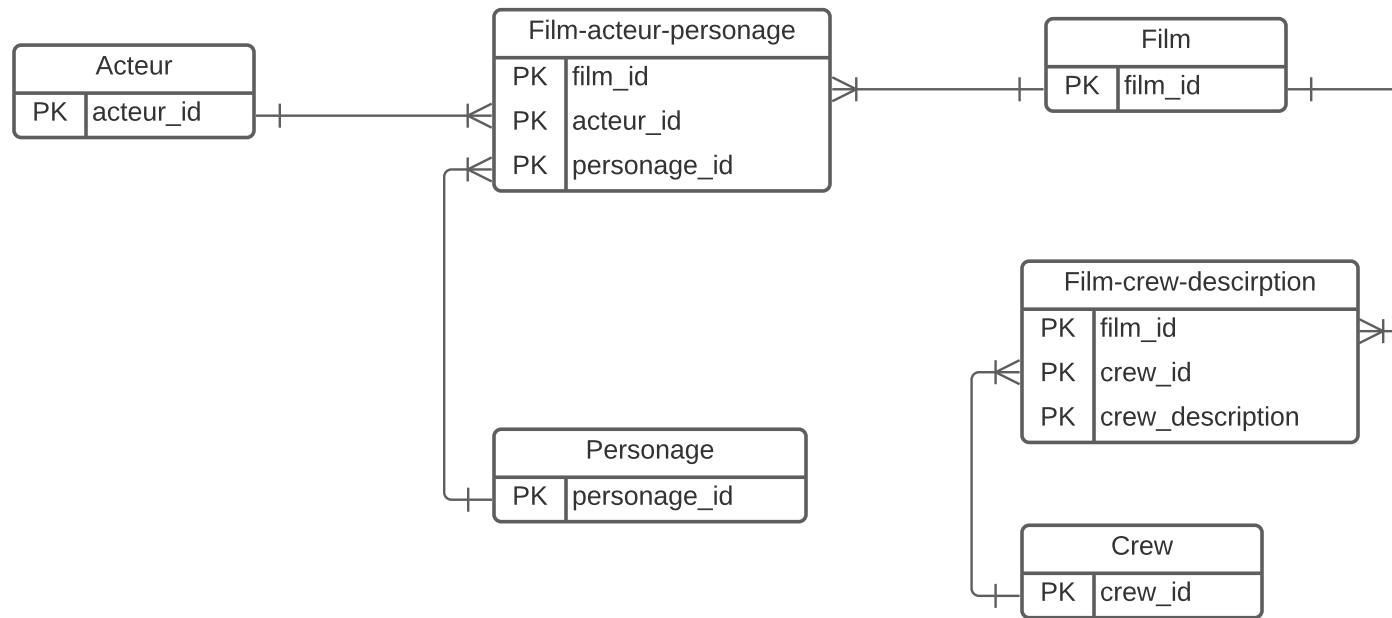 Acteur
PK acteur_id
Film-acteur-personage
PK film_id
PK acteur_id
PK personage_id
Film
PK film_id
Film-crew-descirption
PK film_id
PK crew_id
PK crew_description
Personage
PK personage_id
Crew
PK crew_id